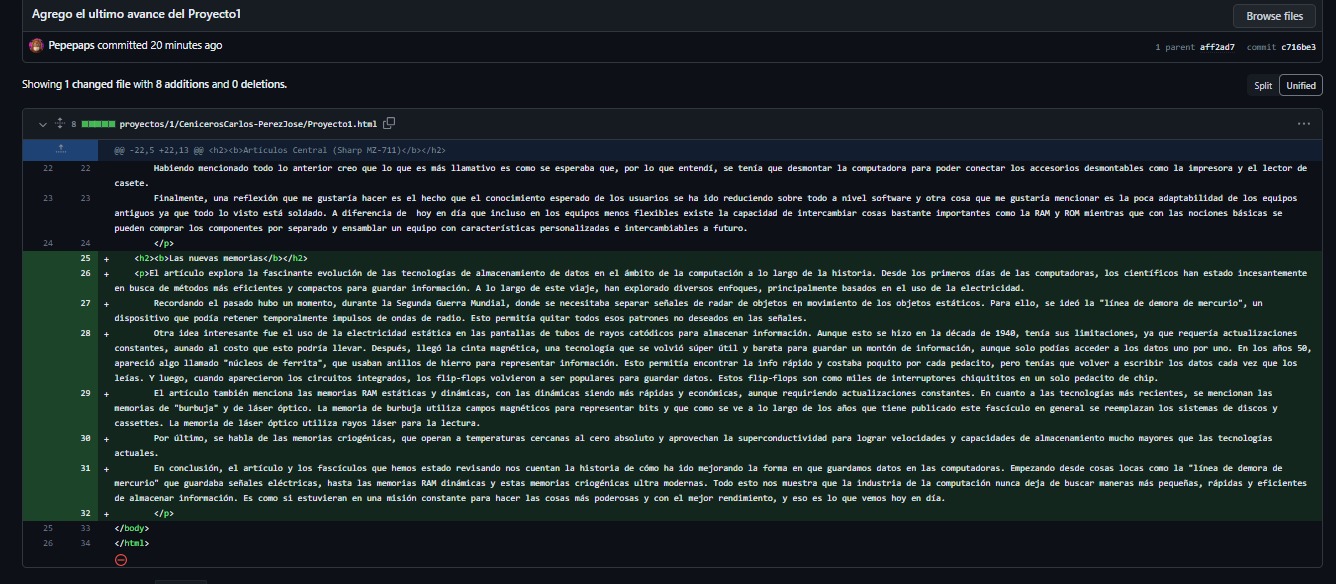 Agrego el ultimo avance del Proyecto1
Browse files
Pepepaps committed 20 minutes ago
1 parent aff2ad7 commit c716be3
Showing 1 changed file with 8 additions and 0 deletions.
Split Unified
8 proyectos/1/CenicerosCarlos-PerezJose/Proyecto1.html
@@ -22,5 +22,13 @@ <h2><b>Artículos Central (Sharp MZ-711)</b></h2>
22 22 Habiendo mencionado todo lo anterior creo que lo que es más llamativo es como se esperaba que, por lo que entendí, se tenía que desmontar la computadora para poder conectar los accesorios desmontables como la impresora y el lector de
casete.
23 23 Finalmente, una reflexión que me gustaría hacer es el hecho que el conocimiento esperado de los usuarios se ha ido reduciendo sobre todo a nivel software y otra cosa que me gustaría mencionar es la poca adaptabilidad de los equipos
antiguos ya que todo lo visto está soldado. A diferencia de  hoy en día que incluso en los equipos menos flexibles existe la capacidad de intercambiar cosas bastante importantes como la RAM y ROM mientras que con las nociones básicas se
pueden comprar los componentes por separado y ensamblar un equipo con características personalizadas e intercambiables a futuro.
24 24 </p>
25 + <h2><b>Las nuevas memorias</b></h2>
26 + <p>El artículo explora la fascinante evolución de las tecnologías de almacenamiento de datos en el ámbito de la computación a lo largo de la historia. Desde los primeros días de las computadoras, los científicos han estado incesantemente
en busca de métodos más eficientes y compactos para guardar información. A lo largo de este viaje, han explorado diversos enfoques, principalmente basados en el uso de la electricidad.
27 + Recordando el pasado hubo un momento, durante la Segunda Guerra Mundial, donde se necesitaba separar señales de radar de objetos en movimiento de los objetos estáticos. Para ello, se ideó la "línea de demora de mercurio", un
dispositivo que podía retener temporalmente impulsos de ondas de radio. Esto permitía quitar todos esos patrones no deseados en las señales.
28 + Otra idea interesante fue el uso de la electricidad estática en las pantallas de tubos de rayos catódicos para almacenar información. Aunque esto se hizo en la década de 1940, tenía sus limitaciones, ya que requería actualizaciones
constantes, aunado al costo que esto podría llevar. Después, llegó la cinta magnética, una tecnología que se volvió súper útil y barata para guardar un montón de información, aunque solo podías acceder a los datos uno por uno. En los años 50,
apareció algo llamado "núcleos de ferrita", que usaban anillos de hierro para representar información. Esto permitía encontrar la info rápido y costaba poquito por cada pedacito, pero tenías que volver a escribir los datos cada vez que los
leías. Y luego, cuando aparecieron los circuitos integrados, los flip-flops volvieron a ser populares para guardar datos. Estos flip-flops son como miles de interruptores chiquititos en un solo pedacito de chip.
29 + El artículo también menciona las memorias RAM estáticas y dinámicas, con las dinámicas siendo más rápidas y económicas, aunque requiriendo actualizaciones constantes. En cuanto a las tecnologías más recientes, se mencionan las
memorias de "burbuja" y de láser óptico. La memoria de burbuja utiliza campos magnéticos para representar bits y que como se ve a lo largo de los años que tiene publicado este fascículo en general se reemplazan los sistemas de discos y
cassettes. La memoria de láser óptico utiliza rayos láser para la lectura.
30 + Por último, se habla de las memorias criogénicas, que operan a temperaturas cercanas al cero absoluto y aprovechan la superconductividad para lograr velocidades y capacidades de almacenamiento mucho mayores que las tecnologías
actuales.
31 + En conclusión, el artículo y los fascículos que hemos estado revisando nos cuentan la historia de cómo ha ido mejorando la forma en que guardamos datos en las computadoras. Empezando desde cosas locas como la "línea de demora de
mercurio" que guardaba señales eléctricas, hasta las memorias RAM dinámicas y estas memorias criogénicas ultra modernas. Todo esto nos muestra que la industria de la computación nunca deja de buscar maneras más pequeñas, rápidas y eficientes
de almacenar información. Es como si estuvieran en una misión constante para hacer las cosas más poderosas y con el mejor rendimiento, y eso es lo que vemos hoy en día.
32 + </p>
25 33 </body>
26 34 </html>